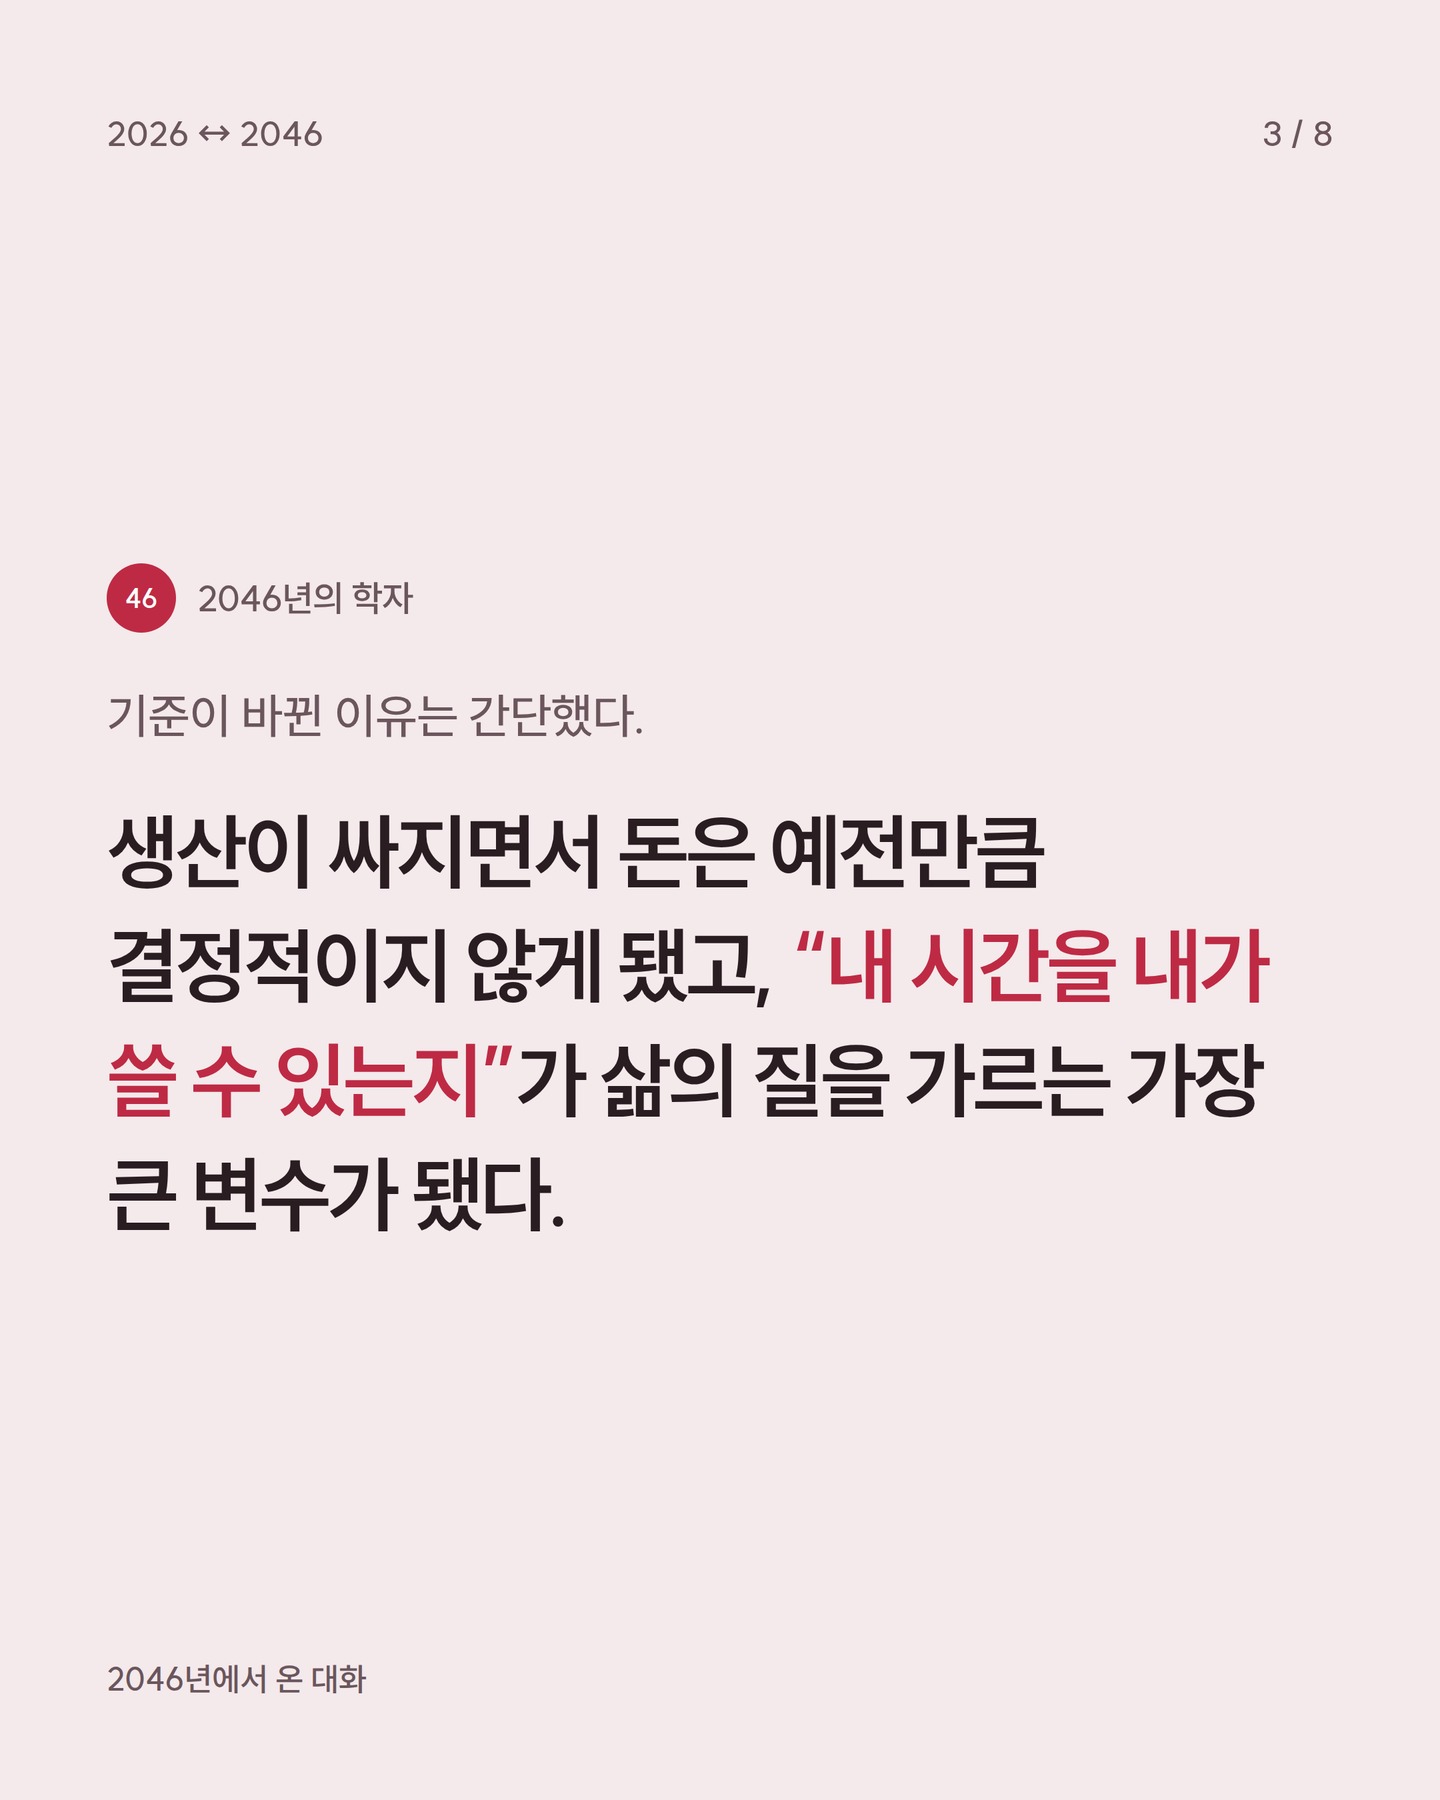 2026 ↔ 2046
3 / 8
46
2046년의 학자
기준이 바뀐 이유는 간단했다.
생산이 싸지면서 돈은 예전만큼
결정적이지 않게 됐고, “내 시간을 내가
쓸 수 있는지”가 삶의 질을 가르는 가장
큰 변수가 됐다.
2046년에서 온 대화